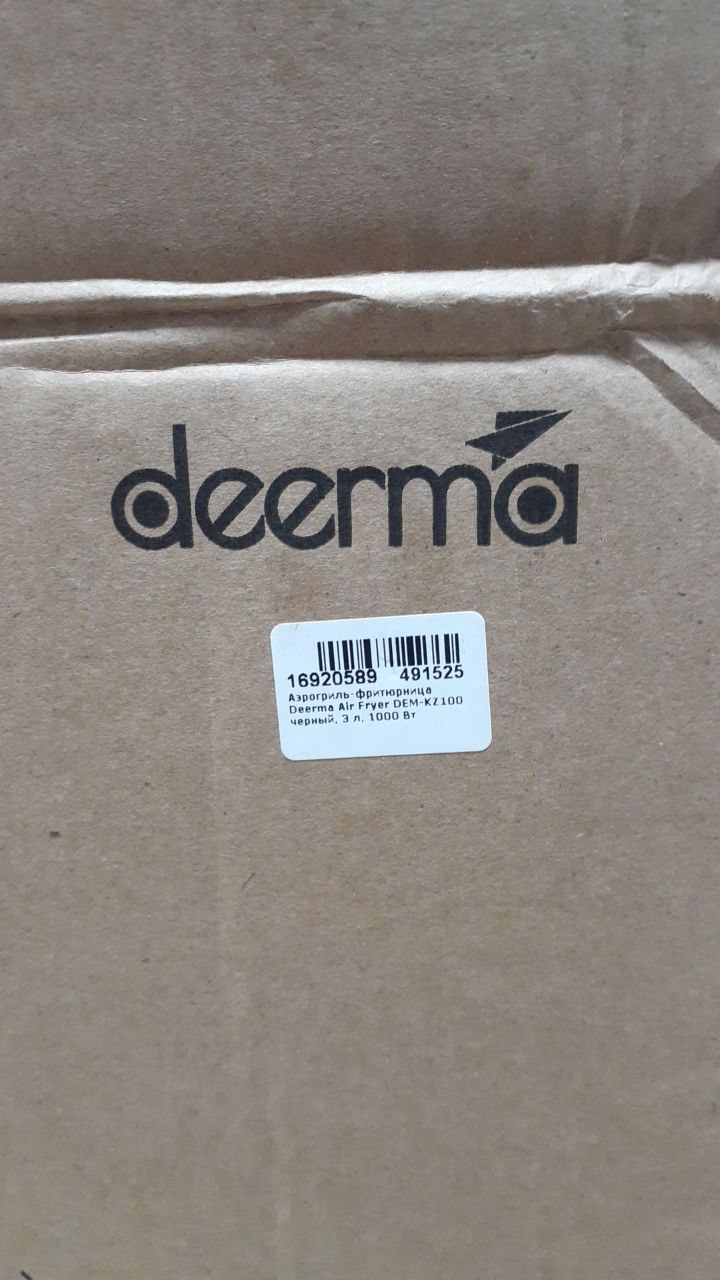 deerma
16920589 491525
Аэрогриль-фритюрница
Deerma Air Fryer DEM-KZ100
черный, 3 л, 1000 Вт